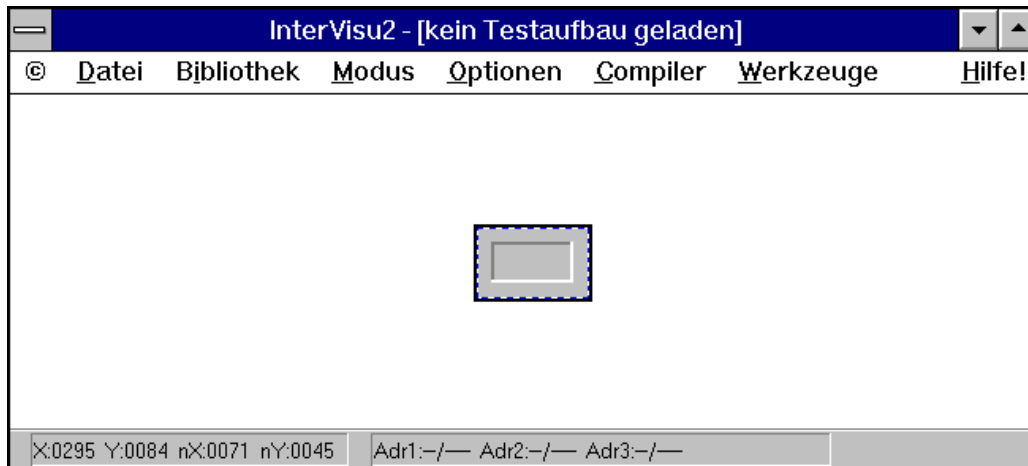 InterVisu2 - [kein Testaufbau geladen]
© Datei Bibliothek Modus Optionen Compiler Werkzeuge Hilfe!
X:0295 Y:0084 nX:0071 nY:0045 Adr1:-/— Adr2:-/— Adr3:-/—